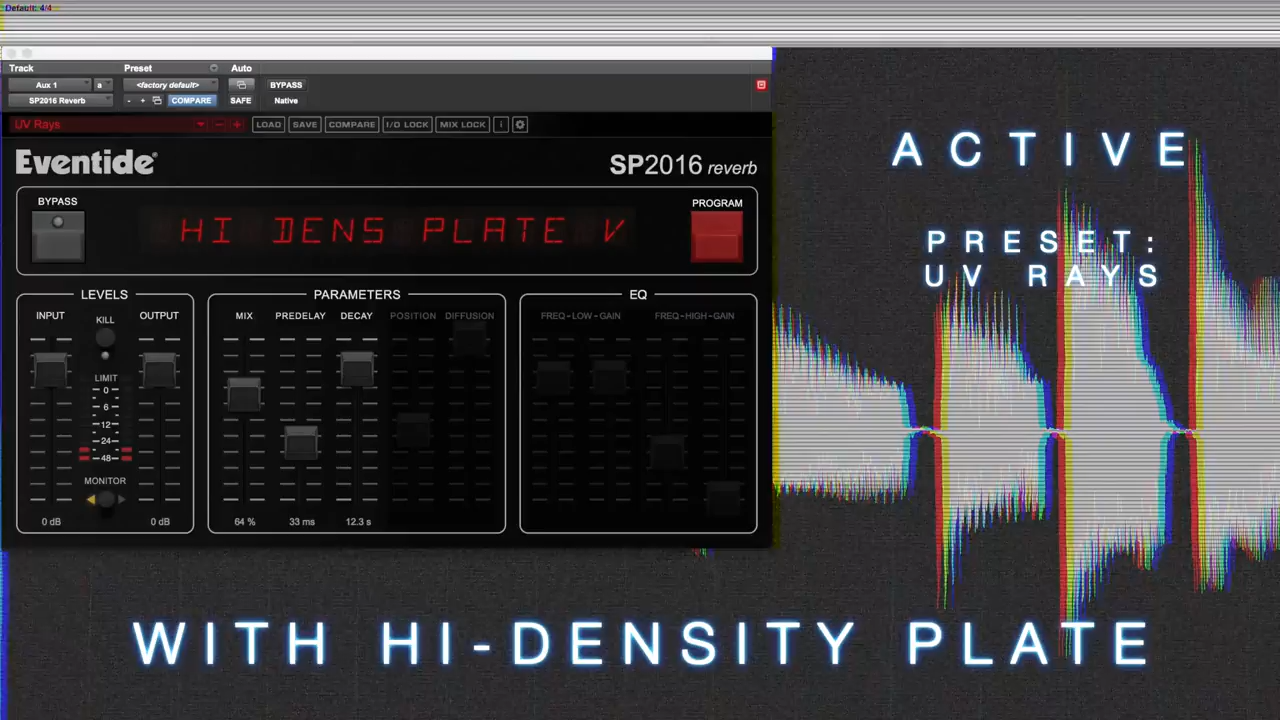 Default: 4/4
Track Preset Auto
Aux 1 a <factory default> BYPASS
SP2016 Reverb - + COMPARE SAFE Native
UV Rays LOAD SAVE COMPARE I/D LOCK MIX LOCK i
Eventide® SP2016 reverb
BYPASS PROGRAM
HI DENS PLATE V
LEVELS PARAMETERS EQ
INPUT KILL OUTPUT MIX PREDELAY DECAY POSITION DIFFUSION FREQ-LOW-GAIN FREQ-HIGH-GAIN
LIMIT
0
6
12
24
48
MONITOR
0 dB 0 dB 64 % 33 ms 12.3 s
ACTIVE
PRESET:
UV RAYS
WITH HI-DENSITY PLATE